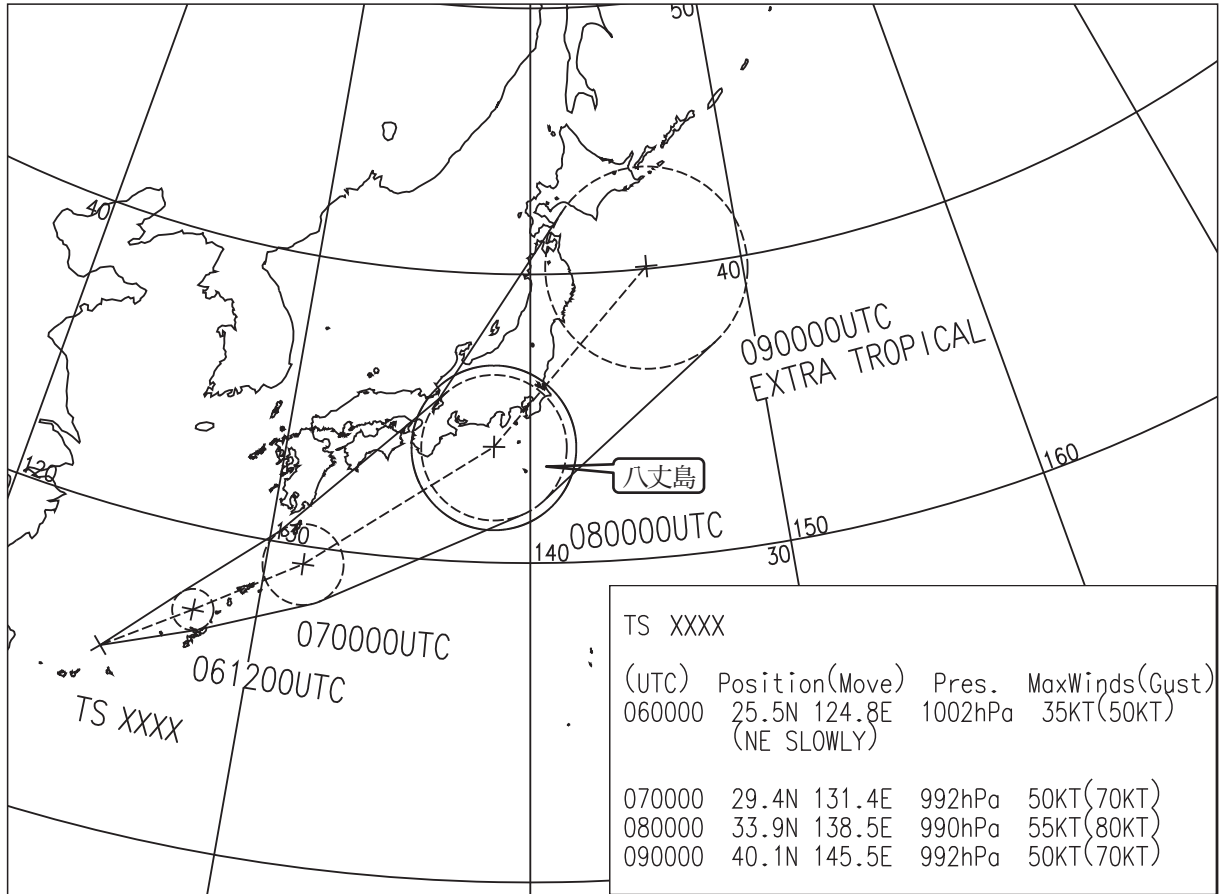 50
40
40
120
130
140
30
150
160
090000UTC
EXTRA TROPICAL
八丈島
080000UTC
070000UTC
061200UTC
TS XXXX
TS XXXX
(UTC) Position(Move) Pres. MaxWinds(Gust)
060000 25.5N 124.8E 1002hPa 35KT(50KT)
(NE SLOWLY)
070000 29.4N 131.4E 992hPa 50KT(70KT)
080000 33.9N 138.5E 990hPa 55KT(80KT)
090000 40.1N 145.5E 992hPa 50KT(70KT)